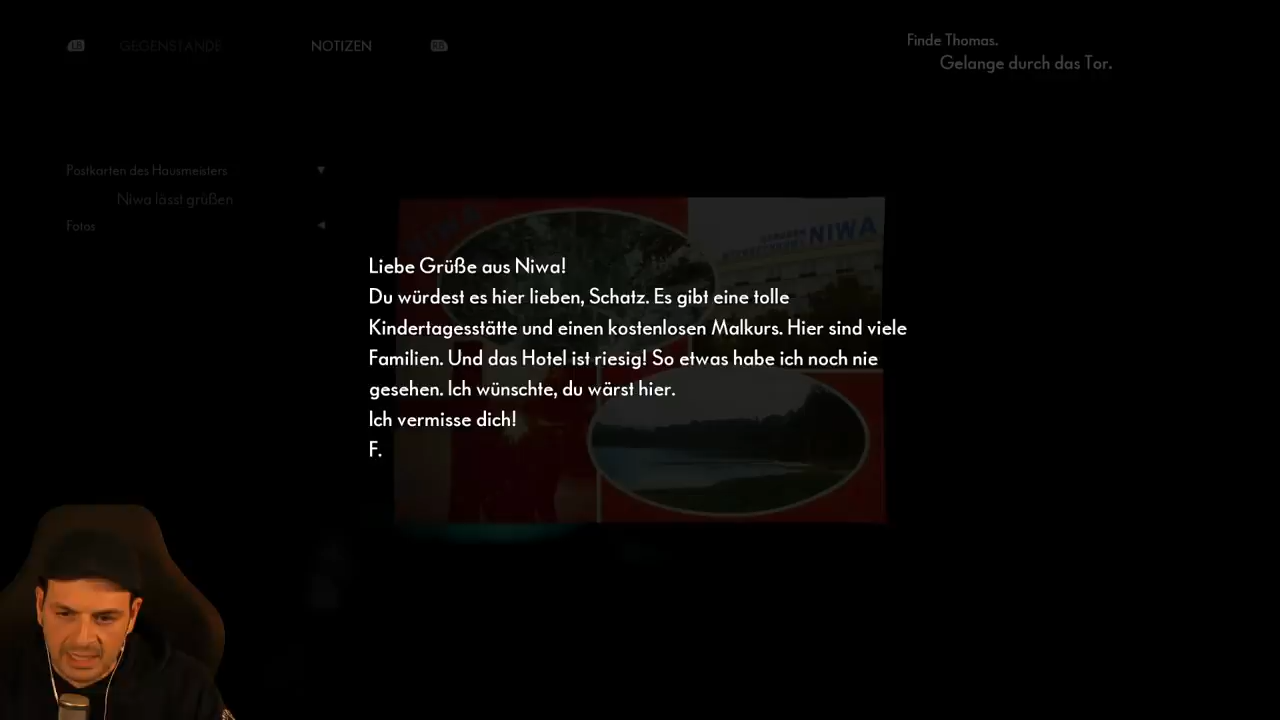 LB GEGENSTÄNDE NOTIZEN RB
Finde Thomas.
Gelange durch das Tor.
Postkarten des Hausmeisters
Niwa lässt grüßen
Fotos
NIWA
NIWA
Liebe Grüße aus Niwa!
Du würdest es hier lieben, Schatz. Es gibt eine tolle
Kindertagesstätte und einen kostenlosen Malkurs. Hier sind viele
Familien. Und das Hotel ist riesig! So etwas habe ich noch nie
gesehen. Ich wünschte, du wärst hier.
Ich vermisse dich!
F.